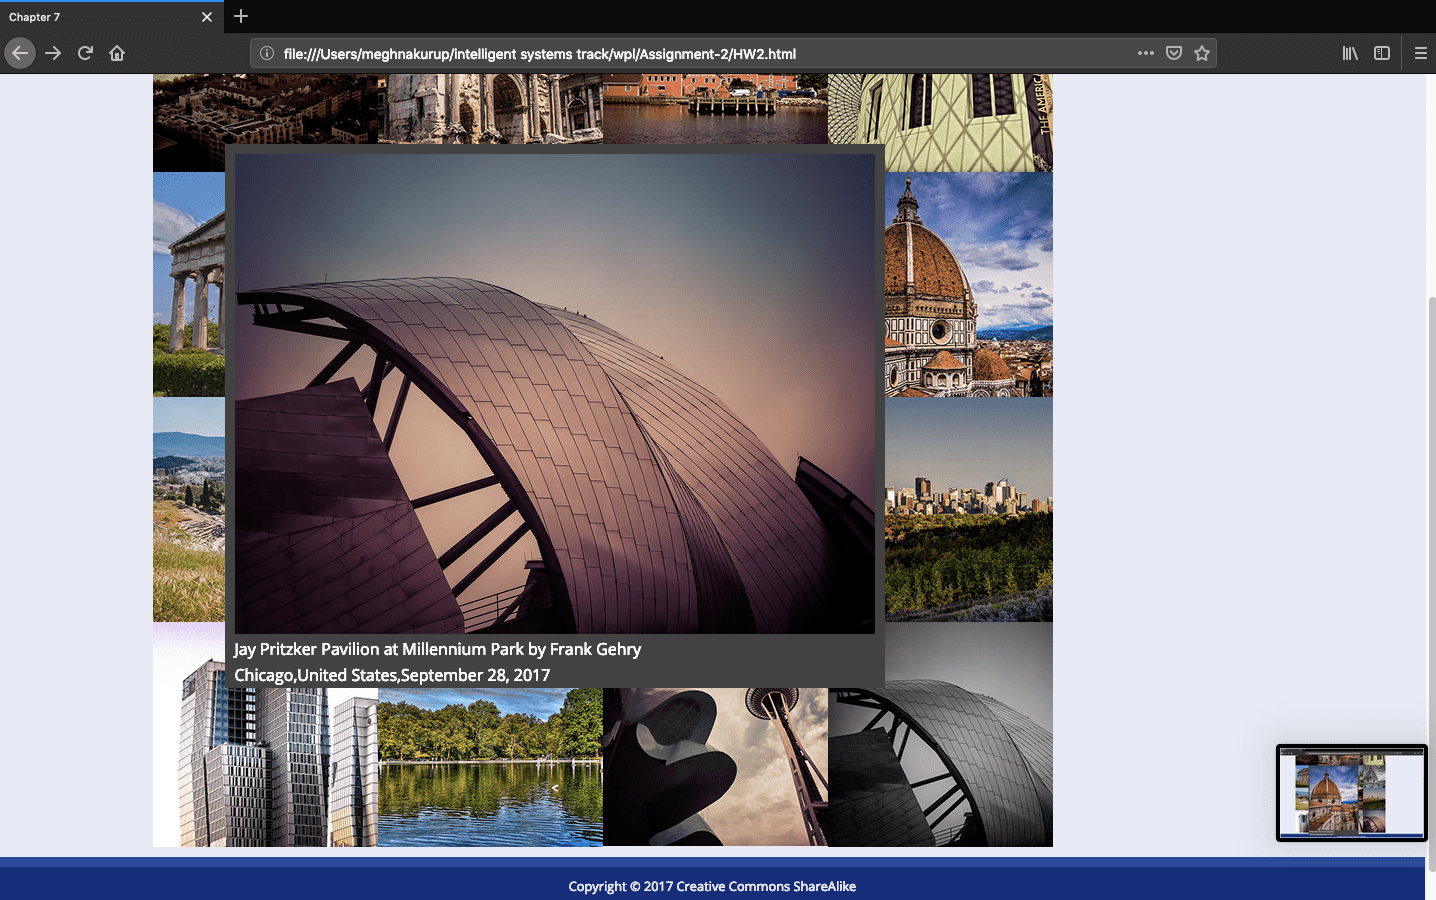 Chapter 7
file:///Users/meghnakurup/intelligent systems track/wpl/Assignment-2/HW2.html
THE AMERIC
Jay Pritzker Pavilion at Millennium Park by Frank Gehry
Chicago,United States,September 28, 2017
Copyright © 2017 Creative Commons ShareAlike